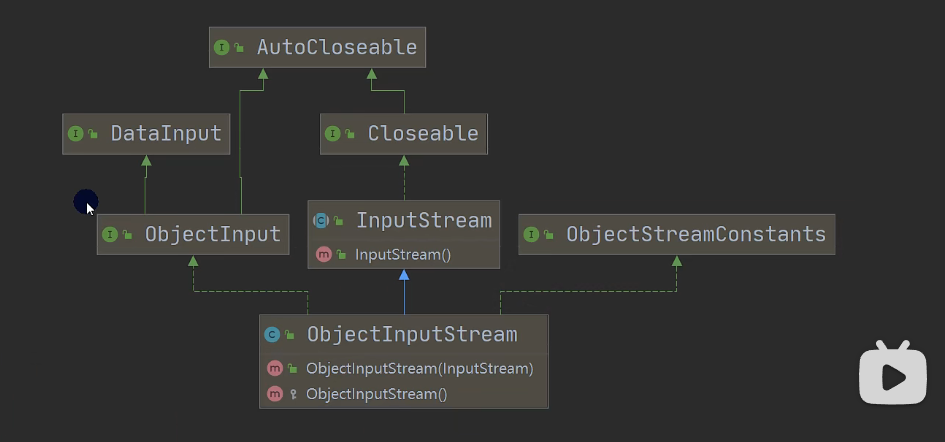 AutoCloseable
DataInput
Closeable
ObjectInput
InputStream
InputStream()
ObjectStreamConstants
ObjectInputStream
ObjectInputStream(InputStream)
ObjectInputStream()